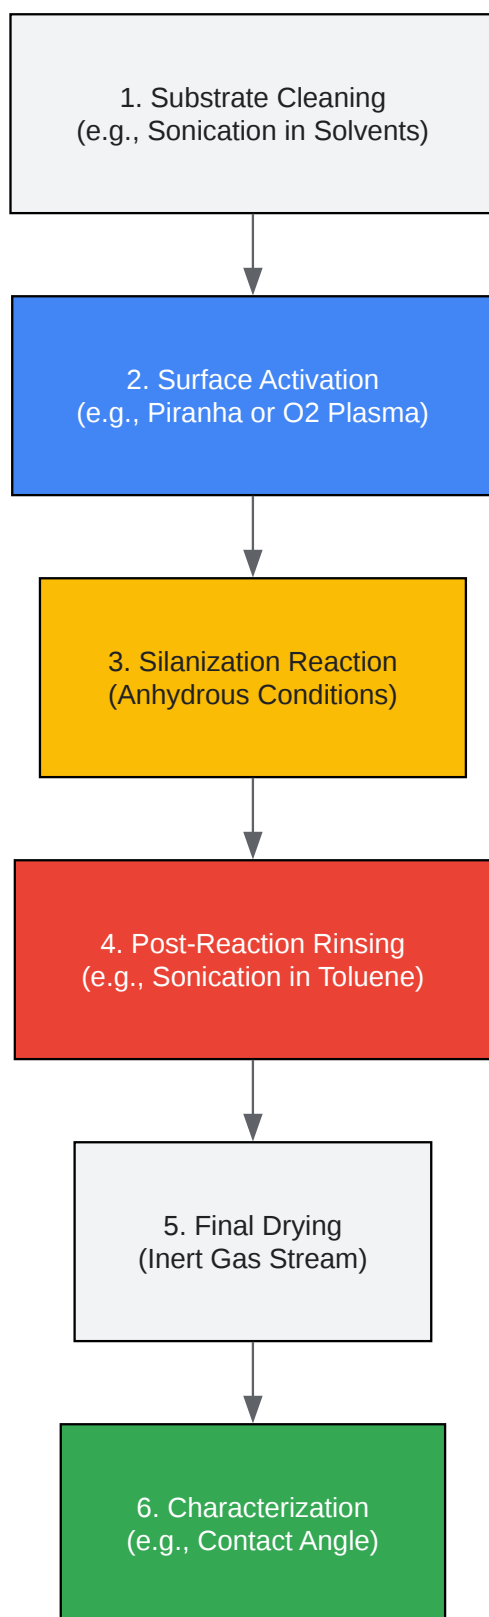 1. Substrate Cleaning
(e.g., Sonication in Solvents)
2. Surface Activation
(e.g., Piranha or O2 Plasma)
3. Silanization Reaction
(Anhydrous Conditions)
4. Post-Reaction Rinsing
(e.g., Sonication in Toluene)
5. Final Drying
(Inert Gas Stream)
6. Characterization
(e.g., Contact Angle)